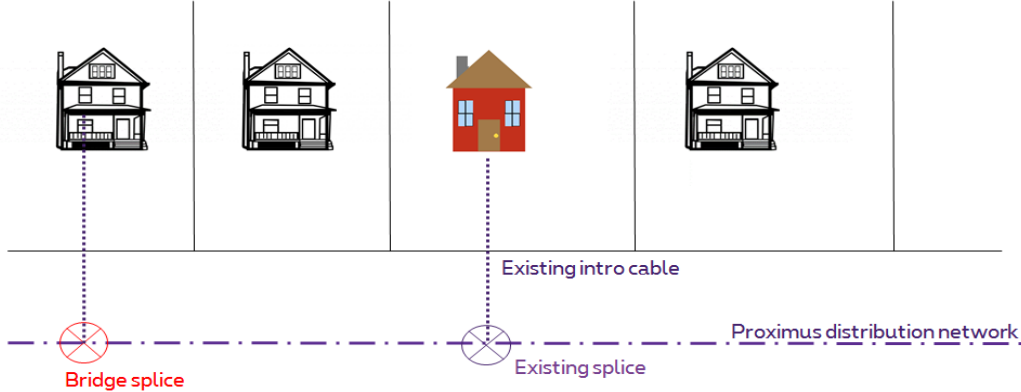 Existing intro cable
Proximus distribution network
Existing splice
Bridge splice